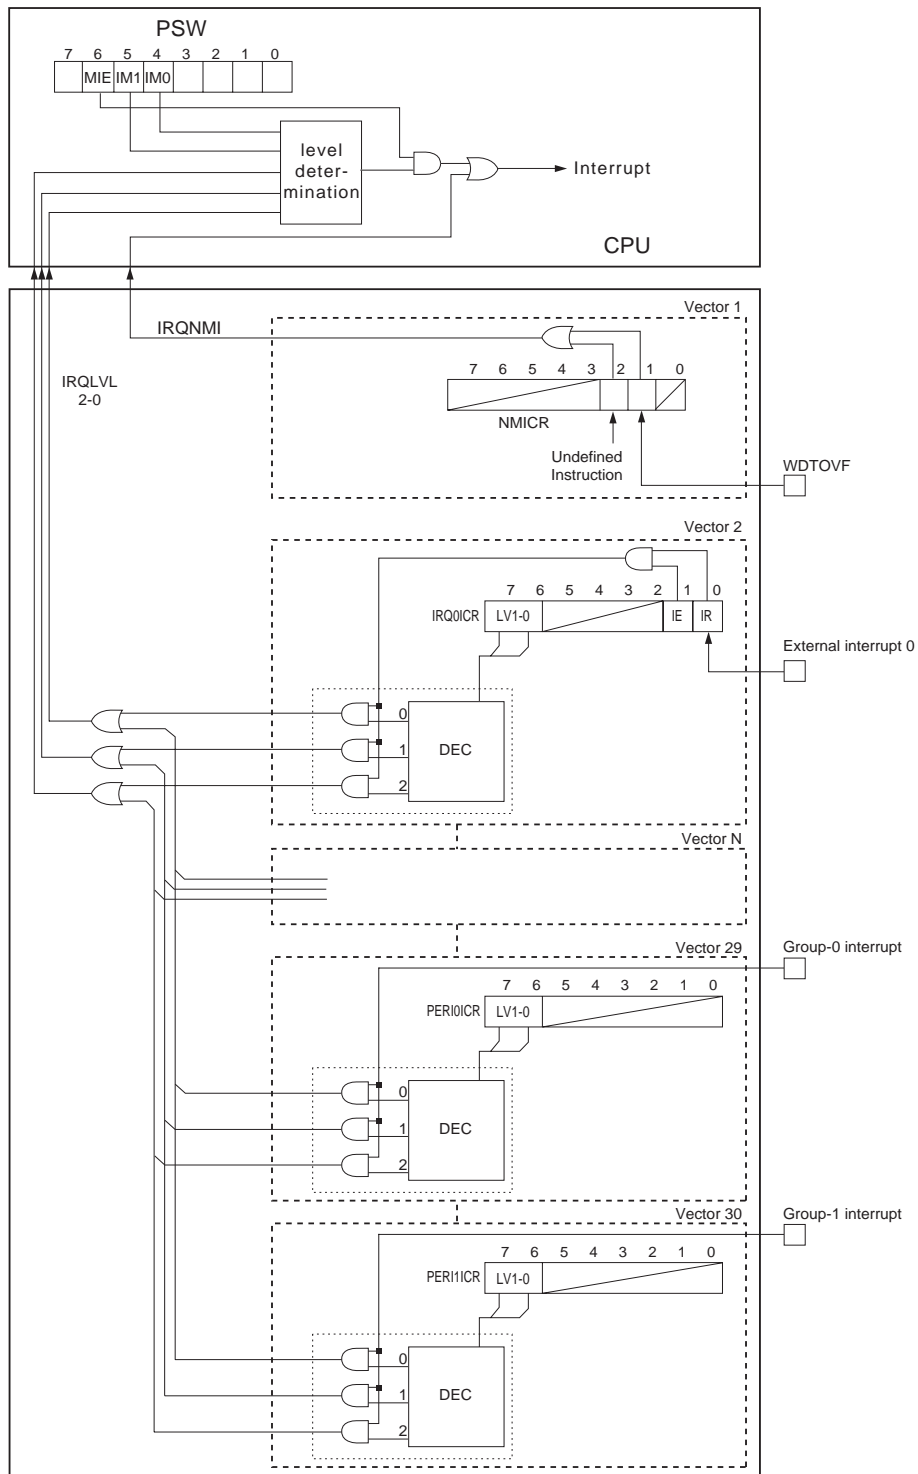 PSW
7 6 5 4 3 2 1 0
MIE IM1 IM0
level
deter-
mination
Interrupt
CPU
Vector 1
IRQNMI
IRQLVL
2-0
7 6 5 4 3 2 1 0
NMICR
Undefined
Instruction
WDTOVF
Vector 2
7 6 5 4 3 2 1 0
IRQ0ICR LV1-0 IE IR
External interrupt 0
0
1
2
DEC
Vector N
Vector 29
Group-0 interrupt
7 6 5 4 3 2 1 0
PERI0ICR LV1-0
0
1
2
DEC
Vector 30
Group-1 interrupt
7 6 5 4 3 2 1 0
PERI1ICR LV1-0
0
1
2
DEC